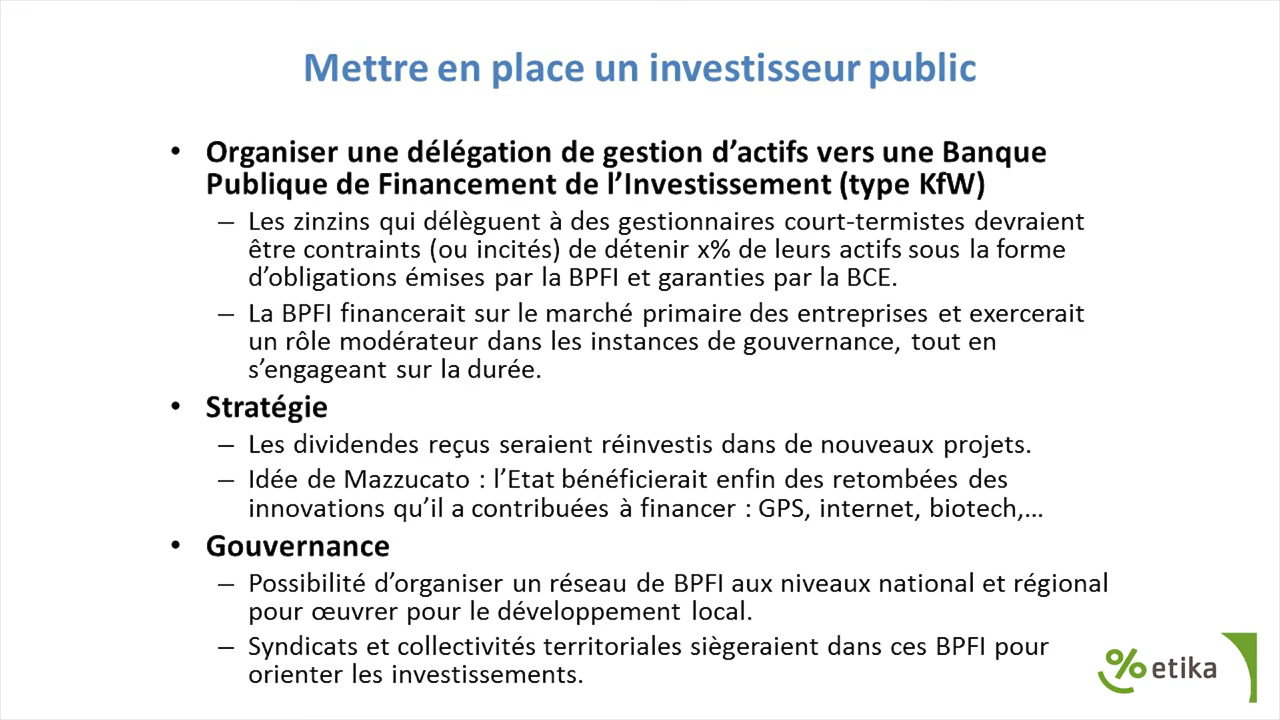 Mettre en place un investisseur public
• Organiser une délégation de gestion d’actifs vers une Banque
Publique de Financement de l’Investissement (type KfW)
– Les zinzins qui délèguent à des gestionnaires court-termistes devraient
être contraints (ou incités) de détenir x% de leurs actifs sous la forme
d’obligations émises par la BPFI et garanties par la BCE.
– La BPFI financerait sur le marché primaire des entreprises et exercerait
un rôle modérateur dans les instances de gouvernance, tout en
s’engageant sur la durée.
• Stratégie
– Les dividendes reçus seraient réinvestis dans de nouveaux projets.
– Idée de Mazzucato : l’Etat bénéficierait enfin des retombées des
innovations qu’il a contribuées à financer : GPS, internet, biotech,…
• Gouvernance
– Possibilité d’organiser un réseau de BPFI aux niveaux national et régional
pour œuvrer pour le développement local.
– Syndicats et collectivités territoriales siègeraient dans ces BPFI pour
orienter les investissements.
% etika